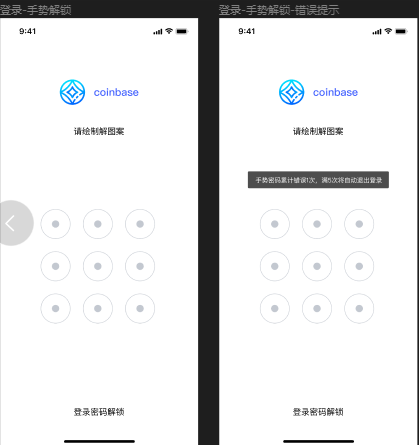 登录-手势解锁
9:41
coinbase
请绘制解图案
登录密码解锁
登录-手势解锁-错误提示
9:41
coinbase
请绘制解图案
手势密码累计错误1次，满5次将自动退出登录
登录密码解锁